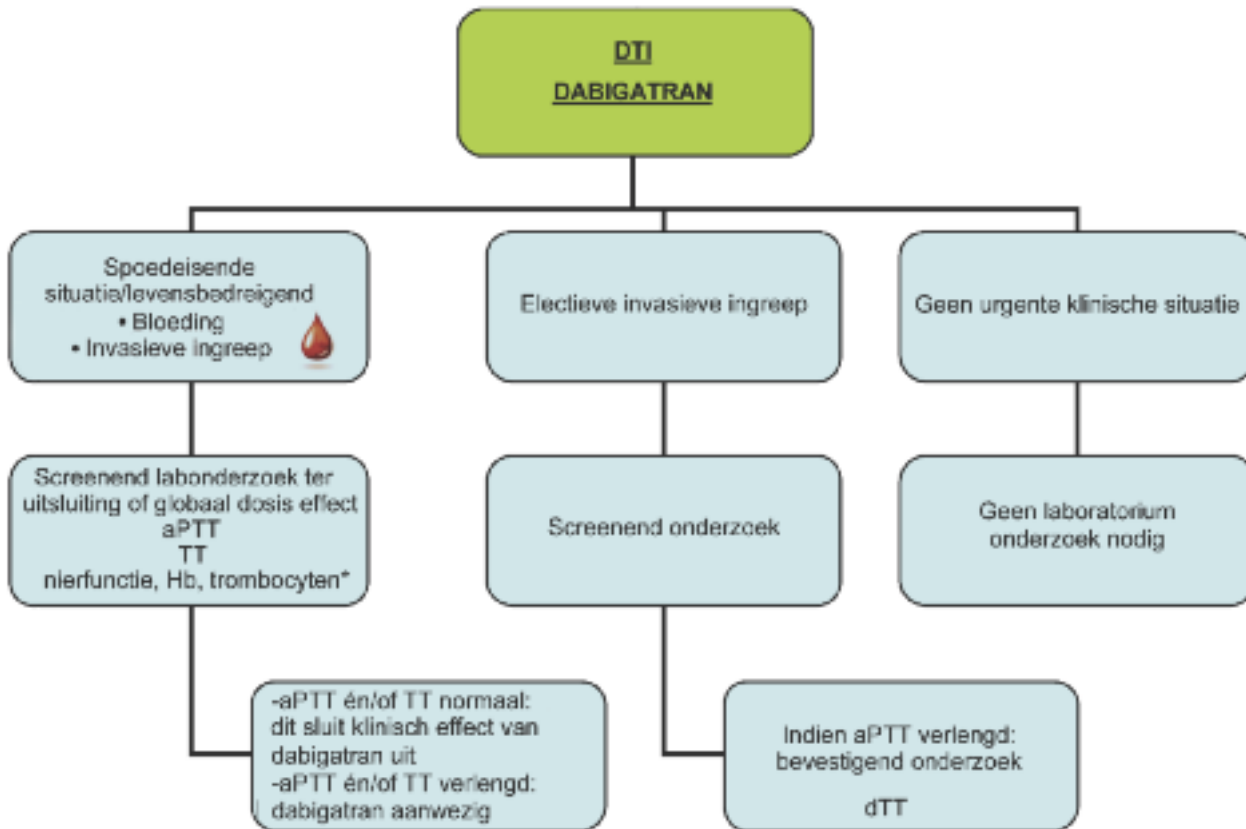 DTI
DABIGATRAN
Spoedeisende
situatie/levensbedreigend
• Bloeding
• Invasieve ingreep
Electieve invasieve ingreep
Geen urgente klinische situatie
Screenend labonderzoek ter
uitsluiting of globaal dosis effect
aPTT
TT
nierfunctie, Hb, trombocyten*
Screenend onderzoek
Geen laboratorium
onderzoek nodig
-aPTT én/of TT normaal:
dit sluit klinisch effect van
dabigatran uit
-aPTT én/of TT verlengd:
dabigatran aanwezig
Indien aPTT verlengd:
bevestigend onderzoek
dTT